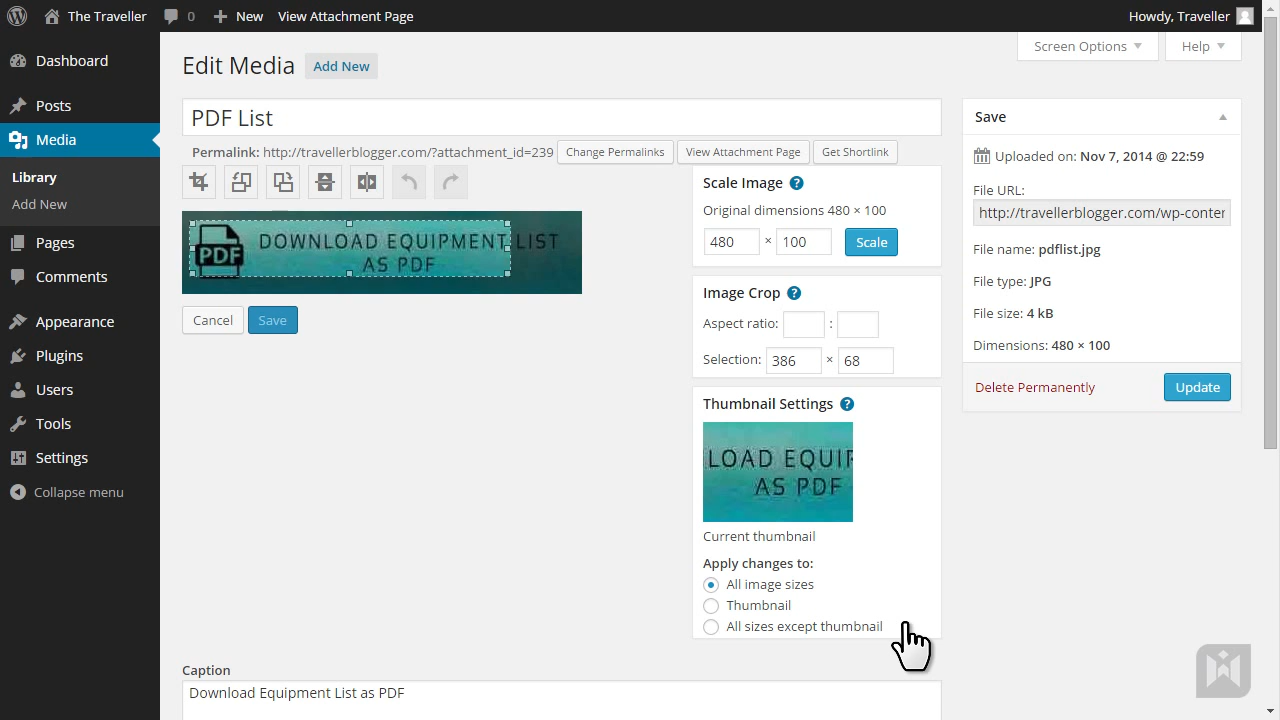 The Traveller 0 New View Attachment Page Howdy, Traveller
Screen Options Help
Dashboard
Posts
Media
Library
Add New
Pages
Comments
Appearance
Plugins
Users
Tools
Settings
Collapse menu
Edit Media Add New
PDF List
Permalink: http://travellerblogger.com/?attachment_id=239 Change Permalinks View Attachment Page Get Shortlink
PDF
DOWNLOAD EQUIPMENT LIST
AS PDF
Cancel Save
Scale Image ?
Original dimensions 480 × 100
480 × 100 Scale
Image Crop ?
Aspect ratio: :
Selection: 386 × 68
Thumbnail Settings ?
LOAD EQUIP
AS PDF
Current thumbnail
Apply changes to:
All image sizes
Thumbnail
All sizes except thumbnail
Caption
Download Equipment List as PDF
Save
Uploaded on: Nov 7, 2014 @ 22:59
File URL:
http://travellerblogger.com/wp-conter
File name: pdflist.jpg
File type: JPG
File size: 4 kB
Dimensions: 480 × 100
Delete Permanently Update